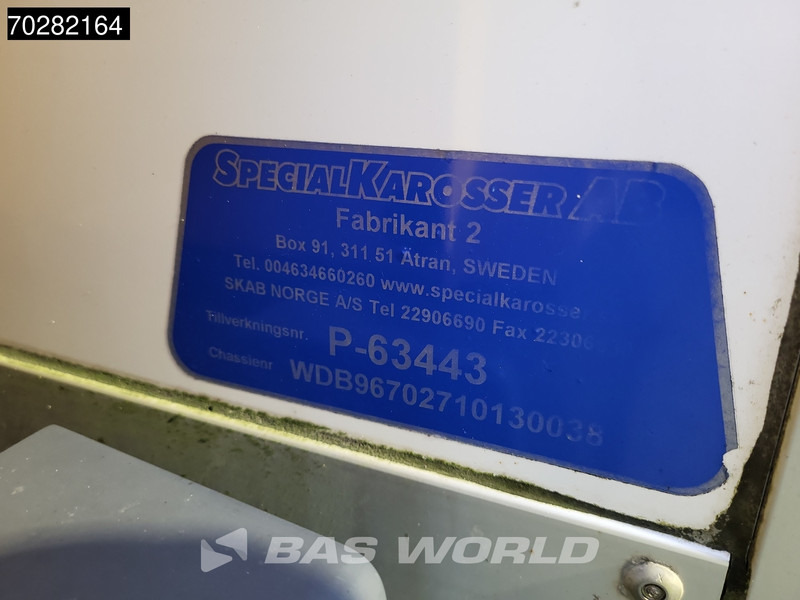 70282164
SPECIALKAROSSER AB
Fabrikant 2
Box 91, 311 51 Ätran, SWEDEN
Tel. 004634660260 www.specialkarosse
SKAB NORGE A/S Tel 22906690 Fax 2230
Tillverkningsnr. P-63443
Chassienr WDB96702710130038
BAS WORLD